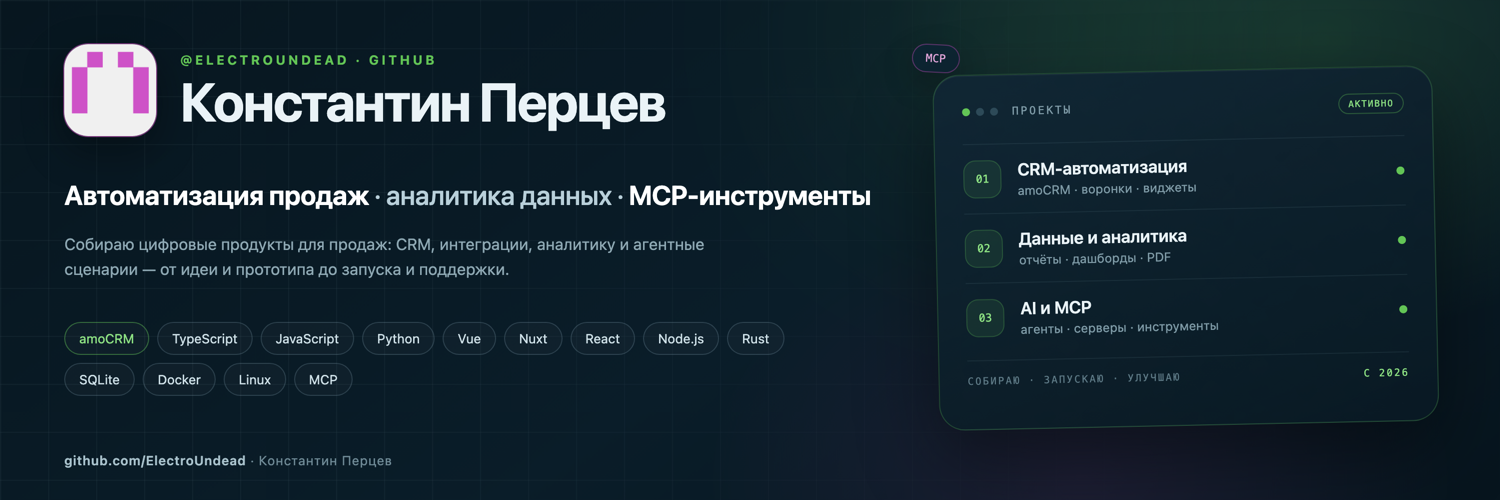 @ELECTROUNDEAD · GITHUB
Константин Перцев
Автоматизация продаж · аналитика данных · MCP-инструменты
Собираю цифровые продукты для продаж: CRM, интеграции, аналитику и агентные
сценарии — от идеи и прототипа до запуска и поддержки.
amoCRM TypeScript JavaScript Python Vue Nuxt React Node.js Rust
SQLite Docker Linux MCP
github.com/ElectroUndead · Константин Перцев
MCP
ПРОЕКТЫ АКТИВНО
01 CRM-автоматизация
amoCRM · воронки · виджеты
02 Данные и аналитика
отчёты · дашборды · PDF
03 AI и MCP
агенты · серверы · инструменты
СОБИРАЮ · ЗАПУСКАЮ · УЛУЧШАЮ С 2026